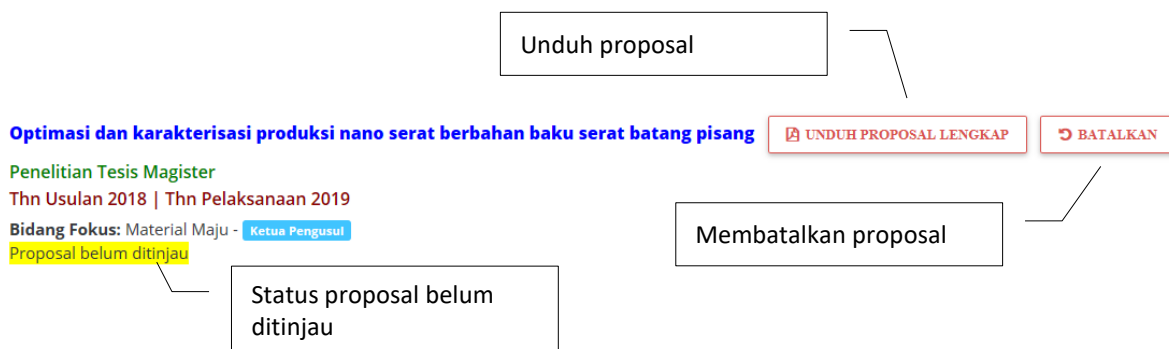 Unduh proposal
Optimasi dan karakterisasi produksi nano serat berbahan baku serat batang pisang
UNDUH PROPOSAL LENGKAP
BATALKAN
Penelitian Tesis Magister
Thn Usulan 2018 | Thn Pelaksanaan 2019
Bidang Fokus: Material Maju - Ketua Pengusul
Proposal belum ditinjau
Membatalkan proposal
Status proposal belum
ditinjau